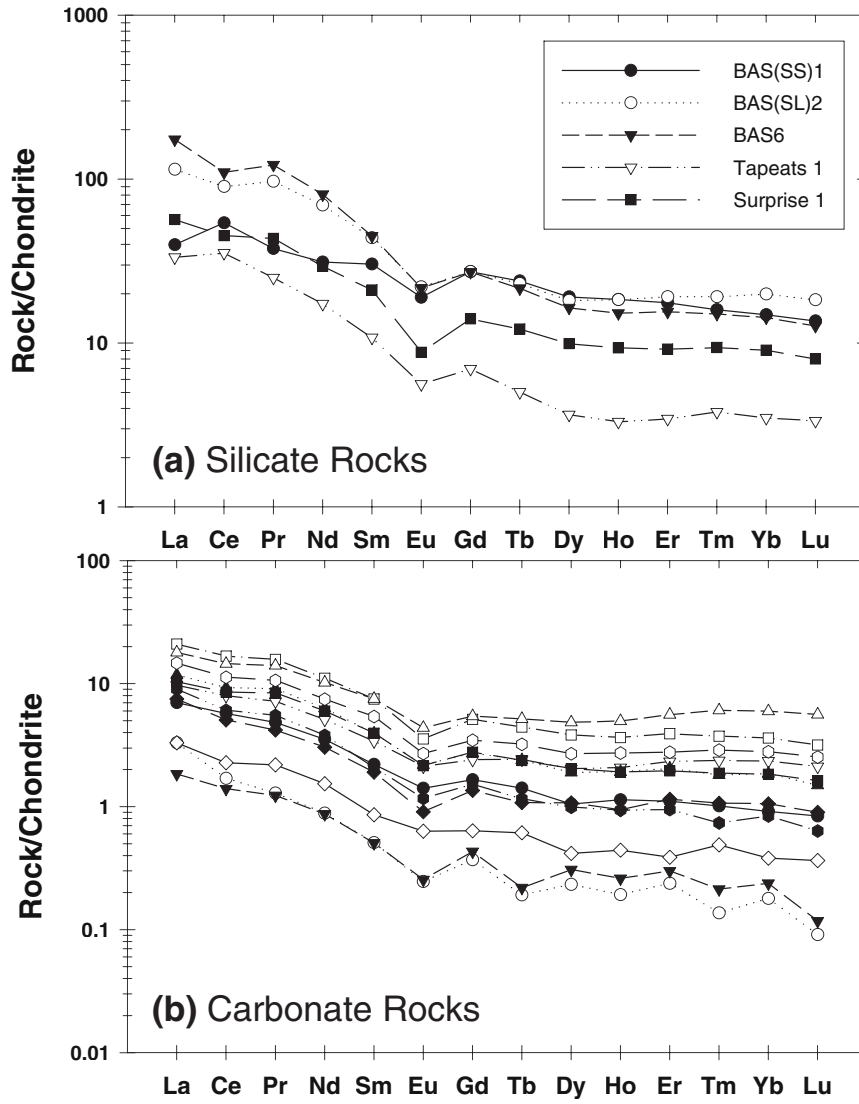 1000
100
10
1
Rock/Chondrite
BAS(SS)1
BAS(SL)2
BAS6
Tapeats 1
Surprise 1
(a) Silicate Rocks
La Ce Pr Nd Sm Eu Gd Tb Dy Ho Er Tm Yb Lu
100
10
1
0.1
0.01
Rock/Chondrite
(b) Carbonate Rocks
La Ce Pr Nd Sm Eu Gd Tb Dy Ho Er Tm Yb Lu